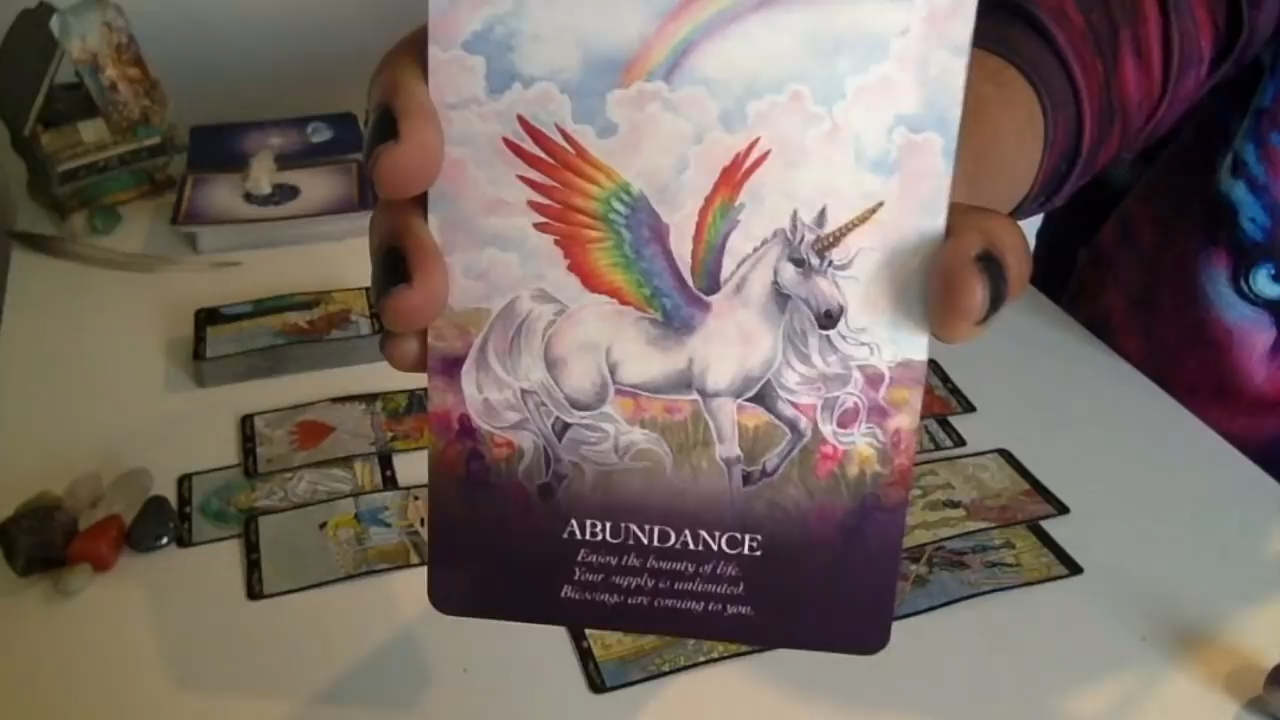 ABUNDANCE
Enjoy the bounty of life.
Your supply is unlimited.
Blessings are coming to you.